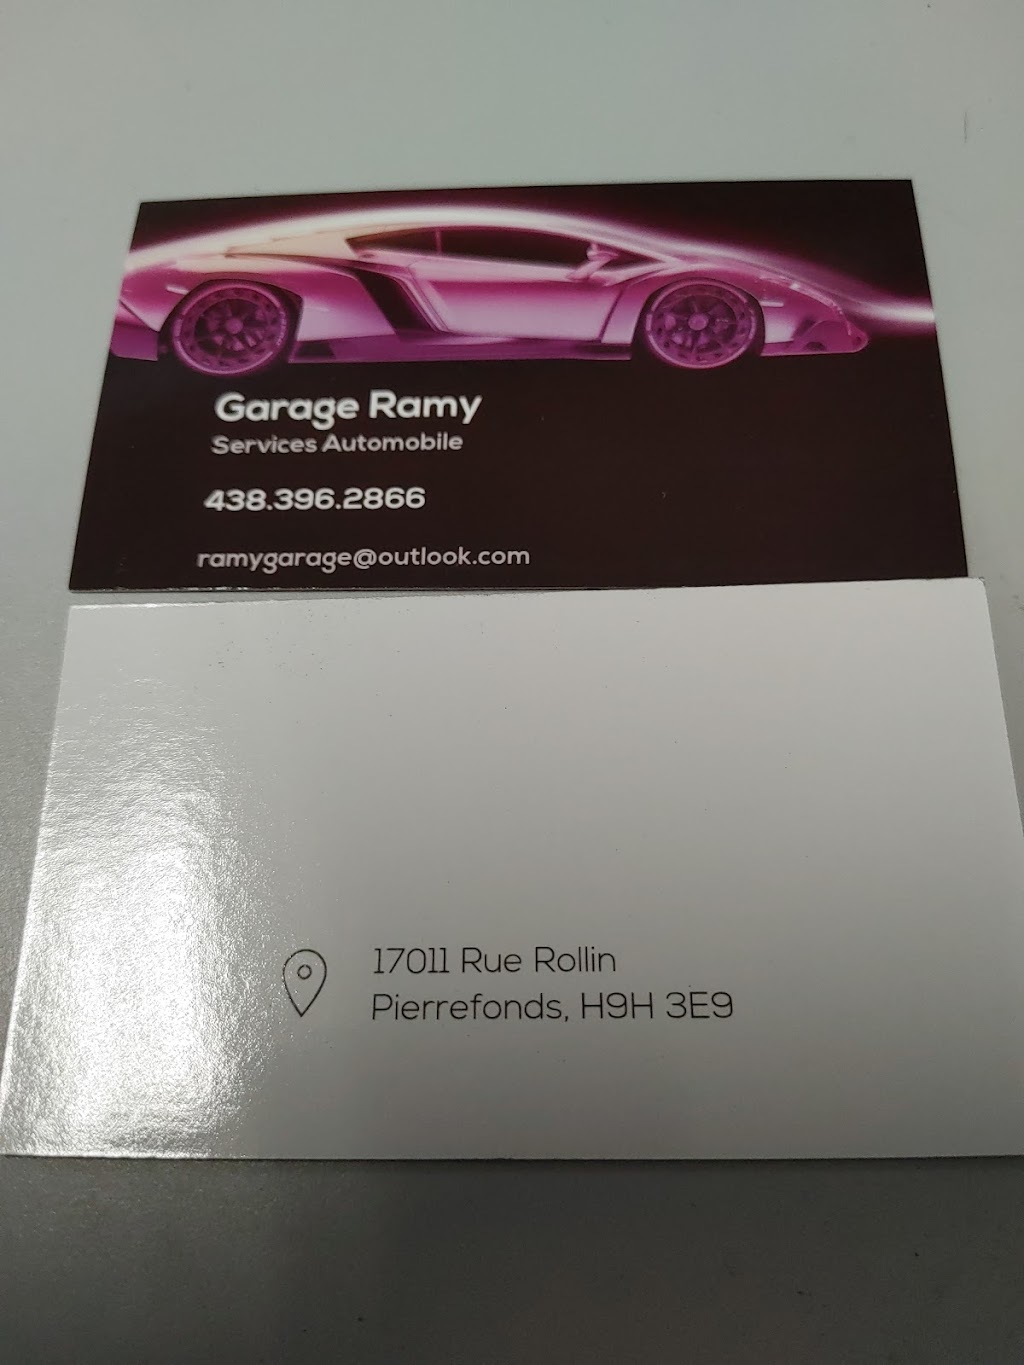 Garage Ramy
Services Automobile
438.396.2866
ramygarage@outlook.com
17011 Rue Rollin
Pierrefonds, H9H 3E9